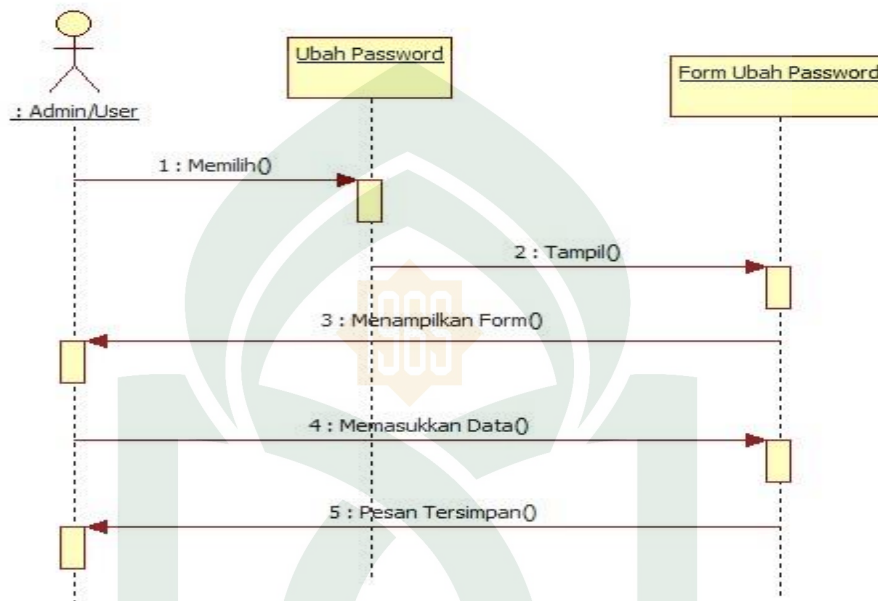 Ubah Password
Form Ubah Password
: Admin/User
1 : Memilih()
2 : Tampil()
3 : Menampilkan Form()
4 : Memasukkan Data()
5 : Pesan Tersimpan()